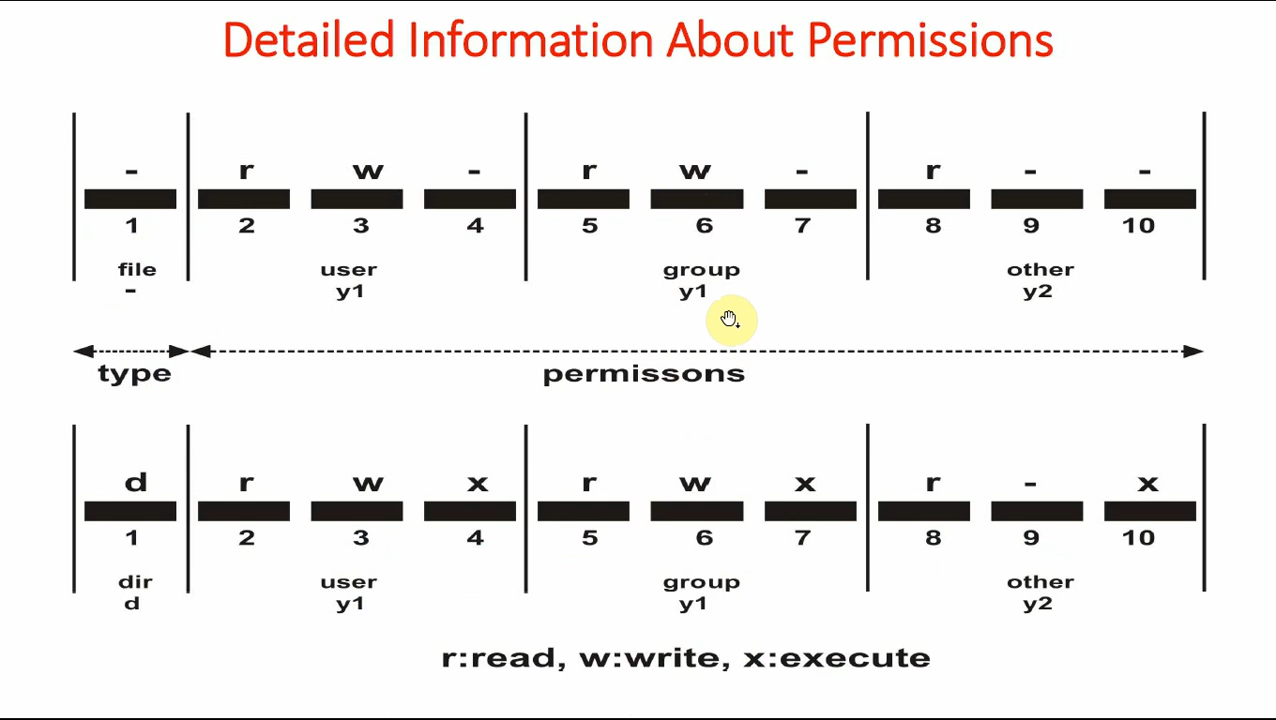 Detailed Information About Permissions
- r w - r w - r - -
1 2 3 4 5 6 7 8 9 10
file user group other
- y1 y1 y2
type permissons
d r w x r w x r - x
1 2 3 4 5 6 7 8 9 10
dir user group other
d y1 y1 y2
r:read, w:write, x:execute